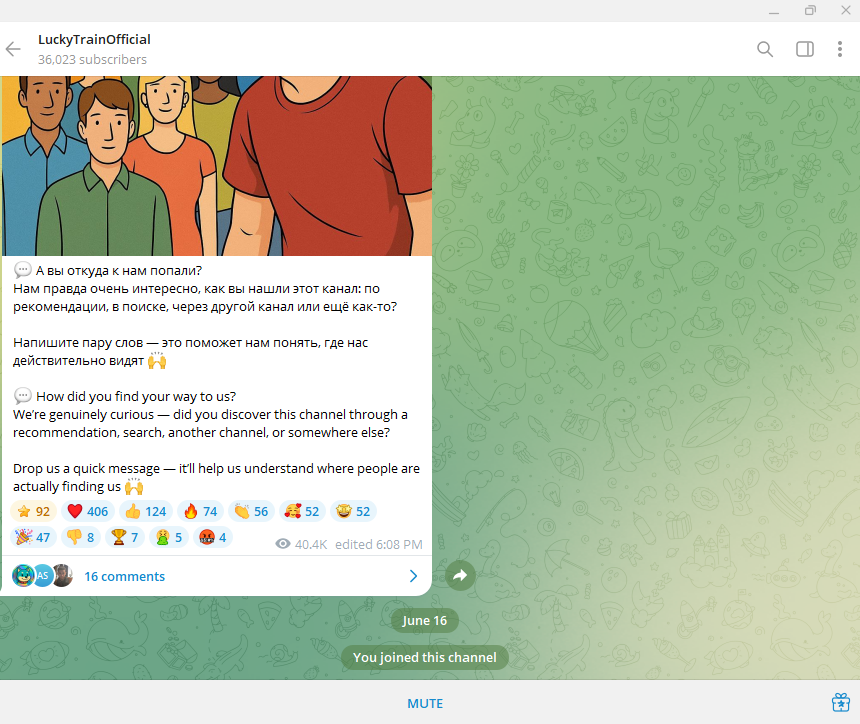 LuckyTrainOfficial
36,023 subscribers
💬 А вы откуда к нам попали?
Нам правда очень интересно, как вы нашли этот канал: по
рекомендации, в поиске, через другой канал или ещё как-то?
Напишите пару слов — это поможет нам понять, где нас
действительно видят 🙌
💬 How did you find your way to us?
We’re genuinely curious — did you discover this channel through a
recommendation, search, another channel, or somewhere else?
Drop us a quick message — it’ll help us understand where people are
actually finding us 🙌
⭐ 92 ❤️ 406 👍 124 🔥 74 👏 56 🥰 52 🤩 52
🎉 47 👎 8 🏆 7 🤮 5 🤬 4 40.4K edited 6:08 PM
AS 16 comments
June 16
You joined this channel
MUTE